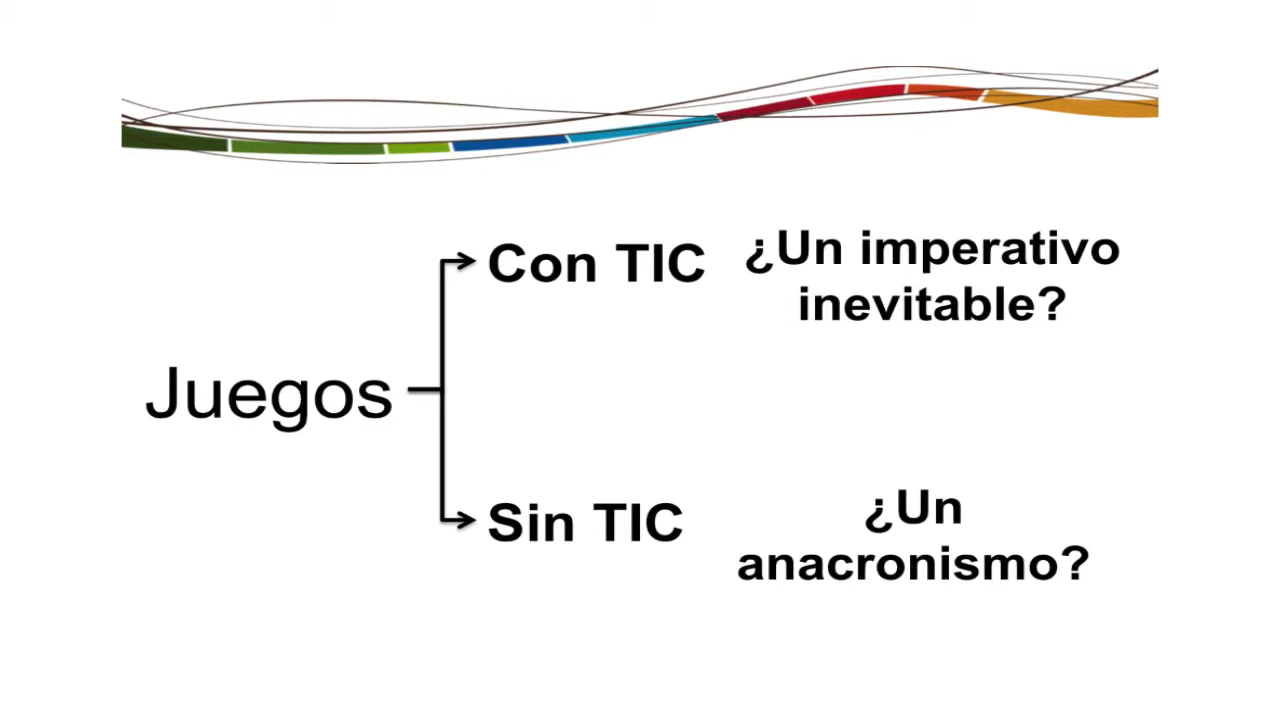 Con TIC
¿Un imperativo
inevitable?
Juegos
Sin TIC
¿Un
anacronismo?